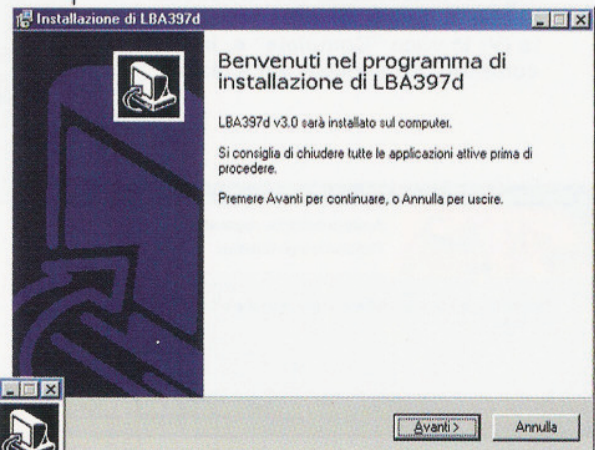 Installazione di LBA397d
Benvenuti nel programma di
installazione di LBA397d
LBA397d v3.0 sarà installato sul computer.
Si consiglia di chiudere tutte le applicazioni attive prima di
procedere.
Premere Avanti per continuare, o Annulla per uscire.
Avanti >
Annulla